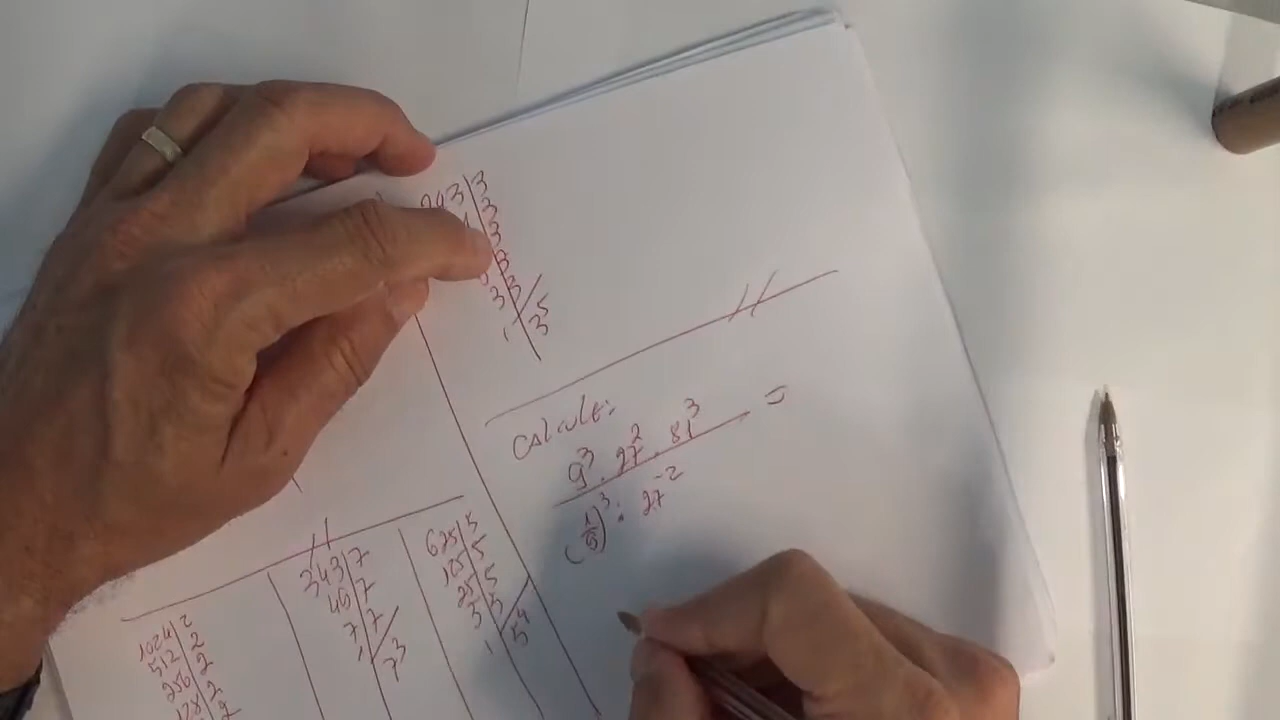 243 | 3
3
3
3
3 | 3
1 | 3⁵
Calcule:
9³ . 27² . 81³ =
(1/9)³ : 27⁻²
1024 | 2
512 | 2
256 | 2
128 | 2
343 | 7
49 | 7
7 | 7
1 | 7³
625 | 5
125 | 5
25 | 5
5 | 5
1 | 5⁴